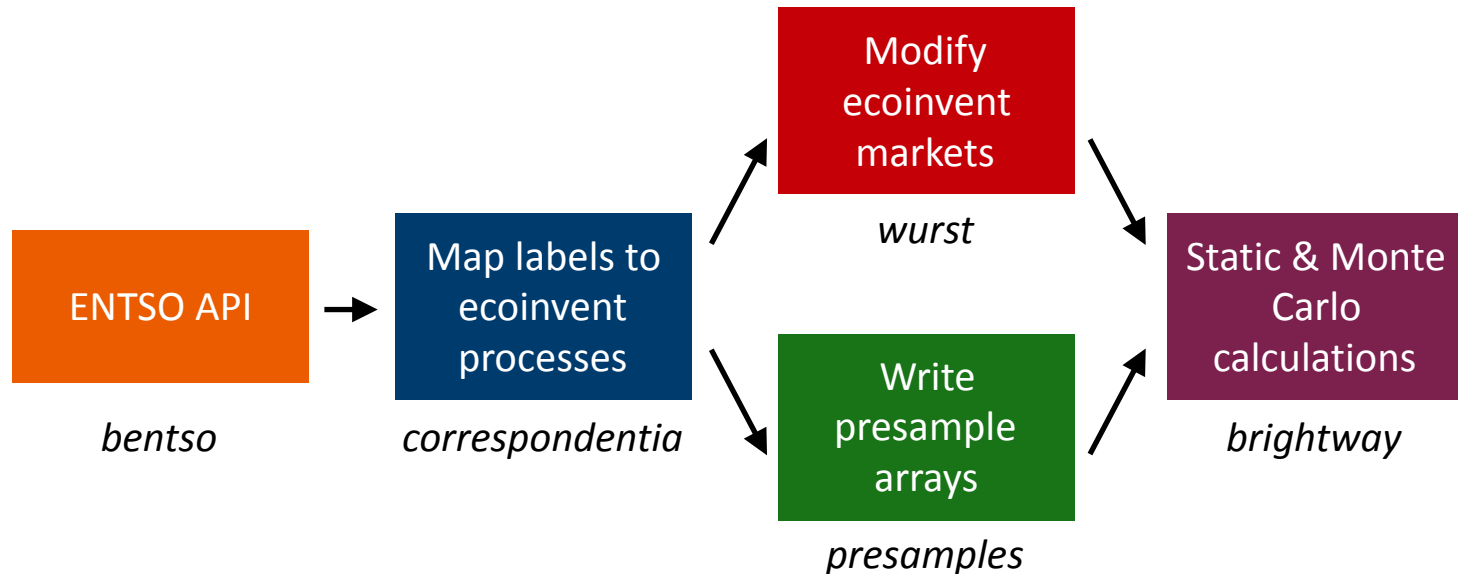 ENTSO API
bentso
Map labels to
ecoinvent
processes
correspondentia
Modify
ecoinvent
markets
wurst
Write
presample
arrays
presamples
Static & Monte
Carlo
calculations
brightway